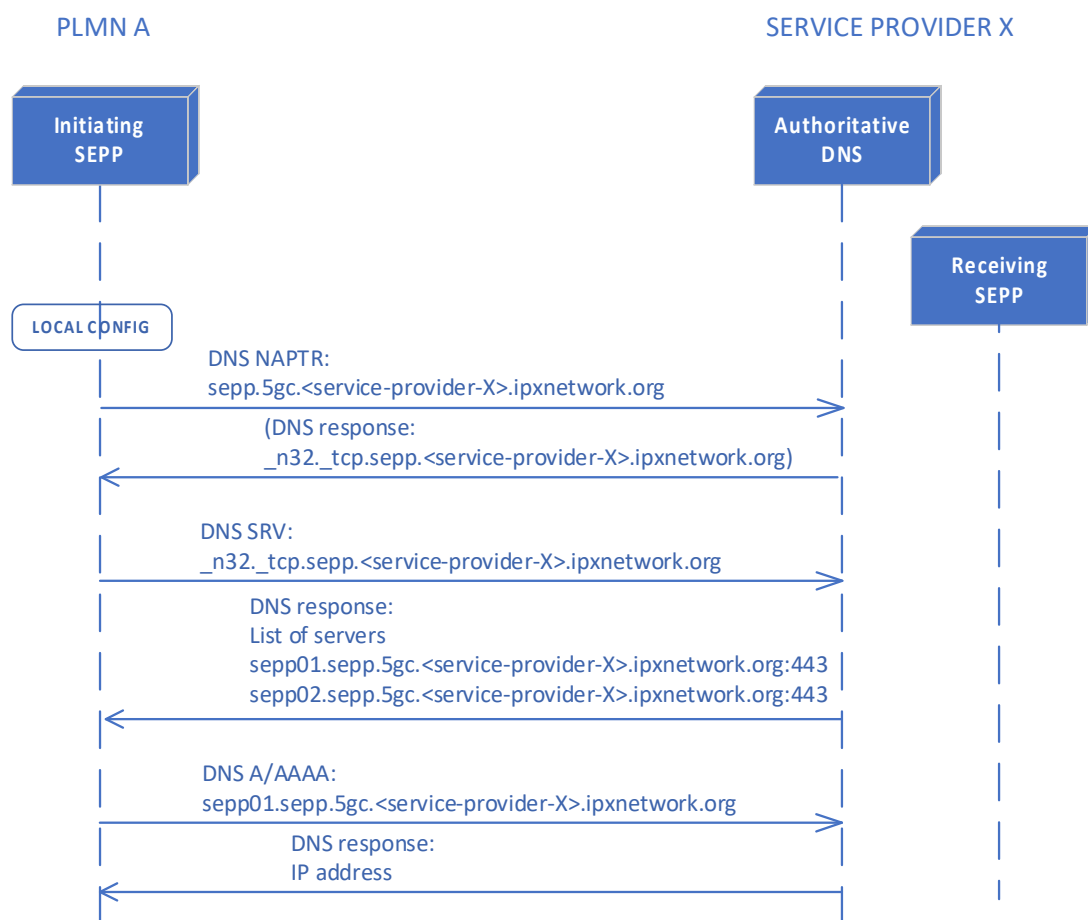 PLMN A
SERVICE PROVIDER X
Initiating
SEPP
Authoritative
DNS
Receiving
SEPP
LOCAL CONFIG
DNS NAPTR:
sepp.5gc.<service-provider-X>.ipxnetwork.org
(DNS response:
_n32._tcp.sepp.<service-provider-X>.ipxnetwork.org)
DNS SRV:
_n32._tcp.sepp.<service-provider-X>.ipxnetwork.org
DNS response:
List of servers
sepp01.sepp.5gc.<service-provider-X>.ipxnetwork.org:443
sepp02.sepp.5gc.<service-provider-X>.ipxnetwork.org:443
DNS A/AAAA:
sepp01.sepp.5gc.<service-provider-X>.ipxnetwork.org
DNS response:
IP address